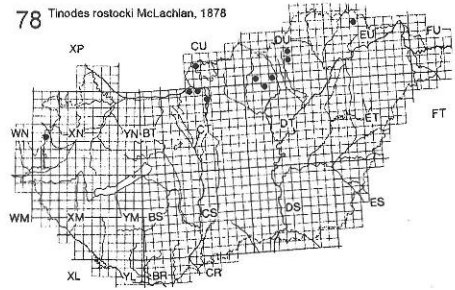 78 Tinodes rostocki McLachlan, 1878
XP CU DU EU FU
WN XN YN BT DT ET FT
WM XM YM BS CS DS ES
XL YL BR CR